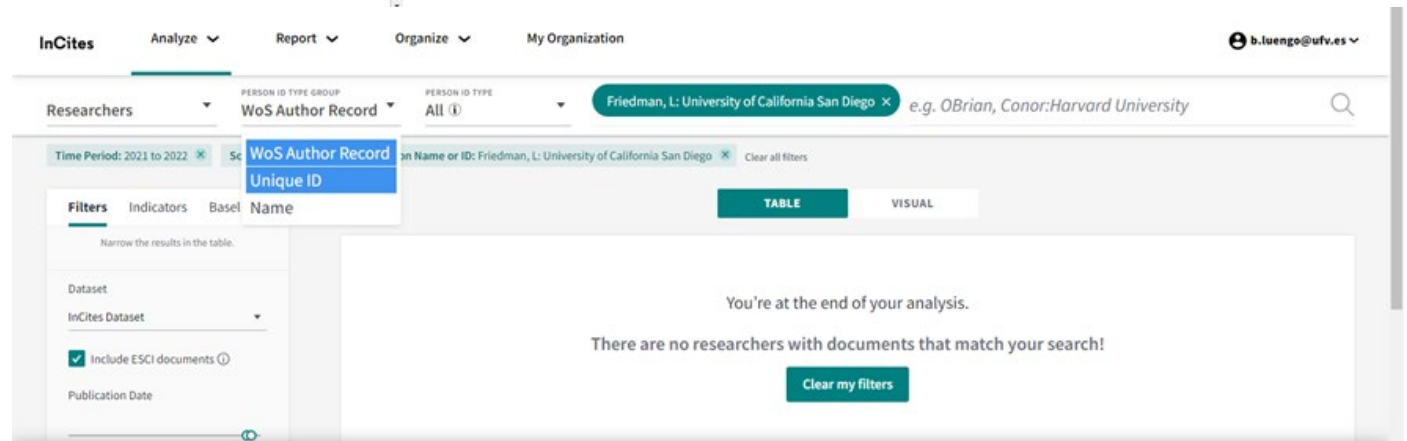 InCites Analyze Report Organize My Organization b.luengo@ufv.es
Researchers
PERSON ID TYPE GROUP
WoS Author Record
PERSON ID TYPE
All
Friedman, L: University of California San Diego ×
e.g. OBrian, Conor:Harvard University
Time Period: 2021 to 2022 × Sc on Name or ID: Friedman, L: University of California San Diego × Clear all filters
WoS Author Record
Unique ID
Name
Filters Indicators Basel
TABLE VISUAL
Narrow the results in the table.
Dataset
InCites Dataset
Include ESCI documents
Publication Date
You're at the end of your analysis.
There are no researchers with documents that match your search!
Clear my filters